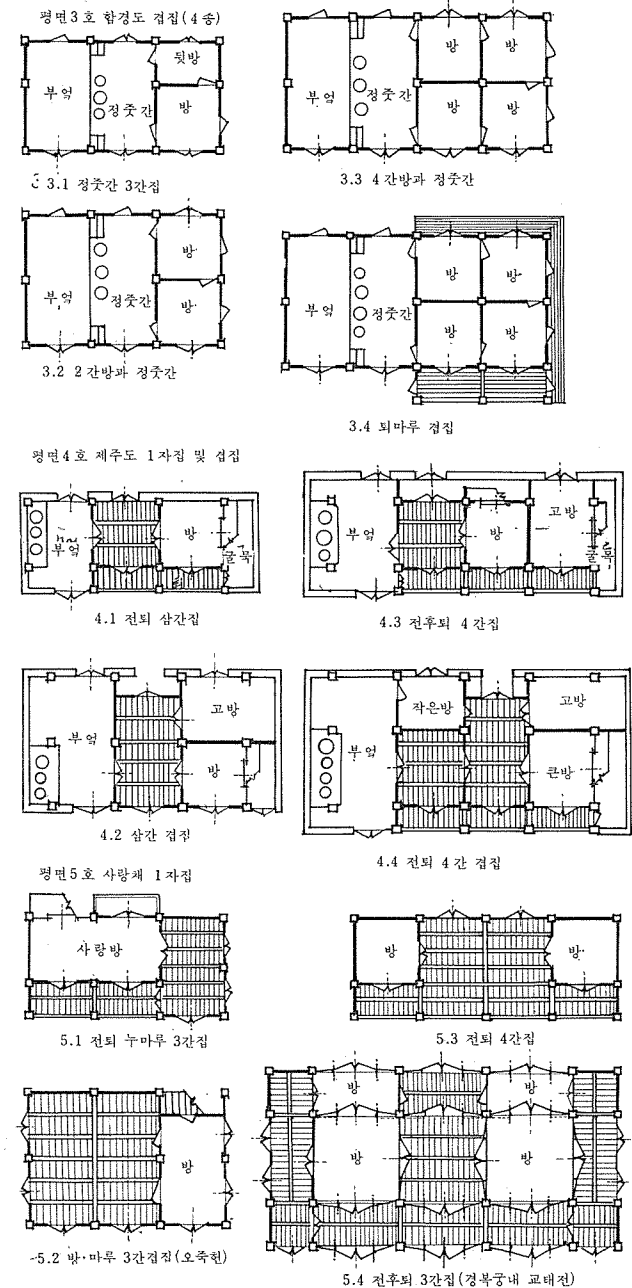 평면3호 함경도 겹집(4종)
뒷방
부엌 정줏간 방
3.1 정줏간 3간집
방 방
부엌 정줏간 방 방
3.3 4간방과 정줏간
방
부엌 정줏간 방
3.2 2간방과 정줏간
방 방
부엌 정줏간 방 방
3.4 퇴마루 겹집
평면4호 제주도 1자집 및 겹집
부엌 방 굴묵
4.1 전퇴 삼간집
부엌 방 고방 굴묵
4.3 전후퇴 4간집
부엌 고방 방
4.2 삼간 겹집
부엌 작은방 고방 큰방
4.4 전퇴 4간 겹집
평면5호 사랑채 1자집
사랑방
5.1 전퇴 누마루 3간집
방 방
5.3 전퇴 4간집
방
5.2 방·마루 3간겹집(오죽헌)
방 방
방 방
5.4 전후퇴 3간집(경복궁내 교태전)